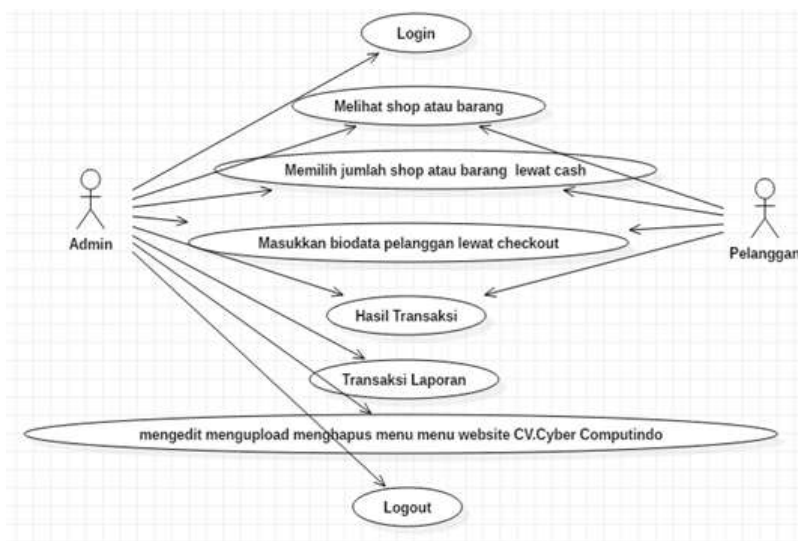 Login
Melihat shop atau barang
Memilih jumlah shop atau barang lewat cash
Admin
Masukkan biodata pelanggan lewat checkout
Pelanggan
Hasil Transaksi
Transaksi Laporan
mengedit mengupload menghapus menu menu website CV.Cyber Computindo
Logout